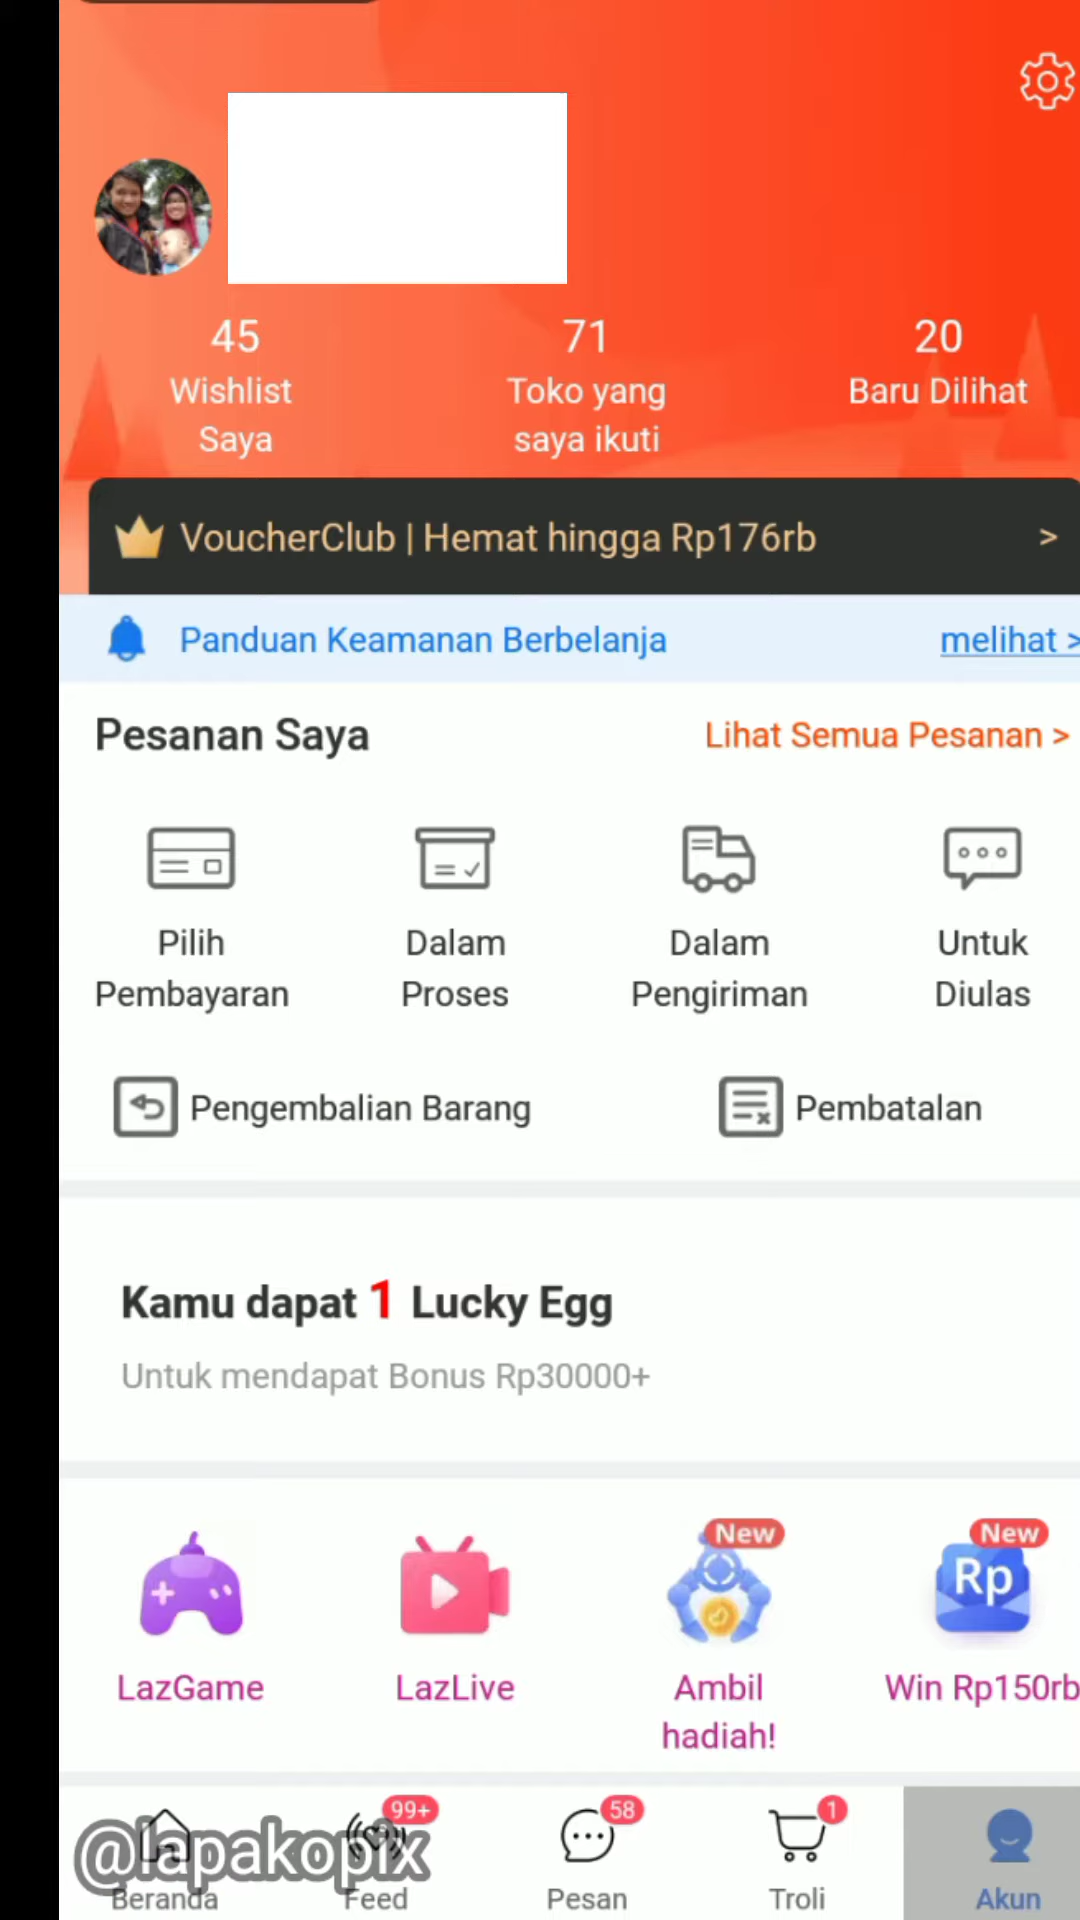 45
Wishlist
Saya
71
Toko yang
saya ikuti
20
Baru Dilihat
VoucherClub | Hemat hingga Rp176rb >
Panduan Keamanan Berbelanja
melihat >
Pesanan Saya
Lihat Semua Pesanan >
Pilih
Pembayaran
Dalam
Proses
Dalam
Pengiriman
Untuk
Diulas
Pengembalian Barang
Pembatalan
Kamu dapat 1 Lucky Egg
Untuk mendapat Bonus Rp30000+
LazGame
LazLive
New
Ambil
hadiah!
New
Rp
Win Rp150rb
@lapakopix
Beranda
99+
Feed
58
Pesan
1
Troli
Akun